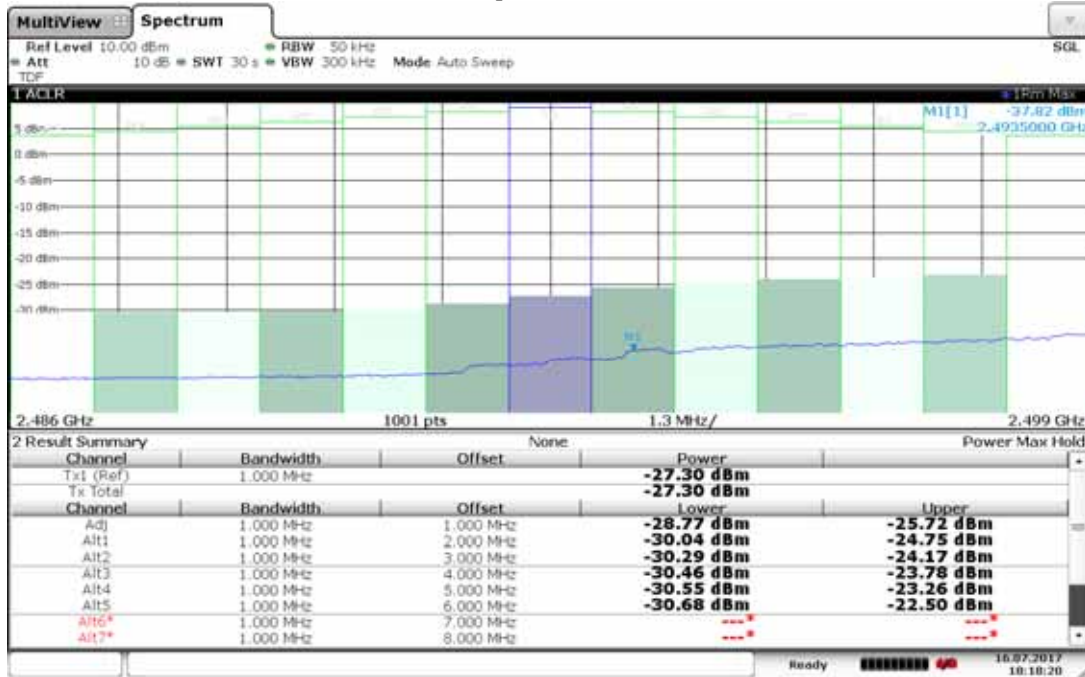 MultiView Spectrum
Ref Level 10.00 dBm RBW 50 kHz SGL
Att 10 dB SWT 30 s VBW 300 kHz Mode Auto Sweep
TDF
1 ACLR 1Rm Max
M1[1] -37.82 dBm
2.4935000 GHz
5 dBm
0 dBm
-5 dBm
-10 dBm
-15 dBm
-20 dBm
-25 dBm
-30 dBm
M1
2.486 GHz 1001 pts 1.3 MHz/ 2.499 GHz
2 Result Summary None Power Max Hold
Channel Bandwidth Offset Power
Tx1 (Ref) 1.000 MHz -27.30 dBm
Tx Total -27.30 dBm
Channel Bandwidth Offset Lower Upper
Adj 1.000 MHz 1.000 MHz -28.77 dBm -25.72 dBm
Alt1 1.000 MHz 2.000 MHz -30.04 dBm -24.75 dBm
Alt2 1.000 MHz 3.000 MHz -30.29 dBm -24.17 dBm
Alt3 1.000 MHz 4.000 MHz -30.46 dBm -23.78 dBm
Alt4 1.000 MHz 5.000 MHz -30.55 dBm -23.26 dBm
Alt5 1.000 MHz 6.000 MHz -30.68 dBm -22.50 dBm
Alt6* 1.000 MHz 7.000 MHz ---* ---*
Alt7* 1.000 MHz 8.000 MHz ---* ---*
Ready 16.07.2017
18:18:20